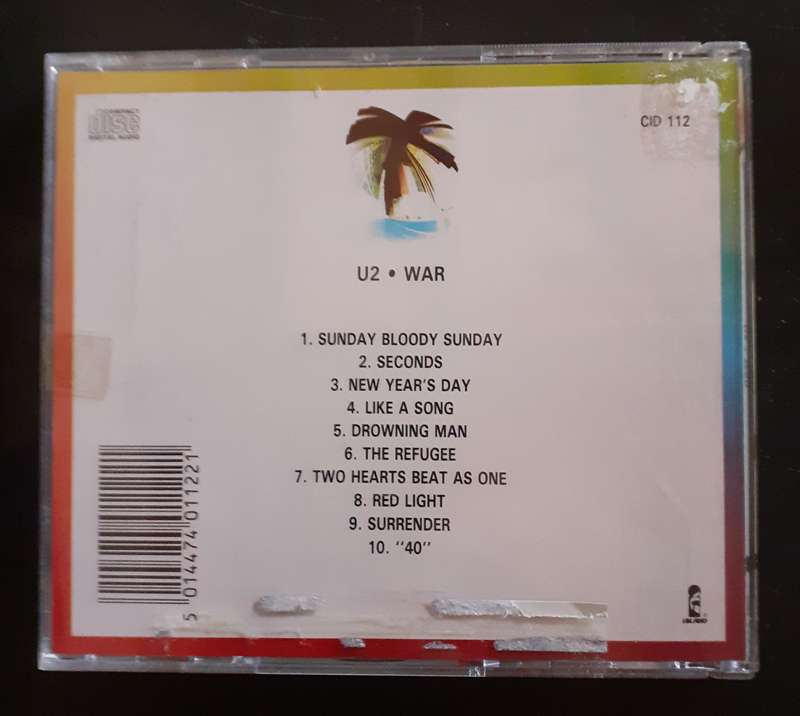 COMPACT
disc
DIGITAL AUDIO
CID 112
U2 • WAR
1. SUNDAY BLOODY SUNDAY
2. SECONDS
3. NEW YEAR'S DAY
4. LIKE A SONG
5. DROWNING MAN
6. THE REFUGEE
7. TWO HEARTS BEAT AS ONE
8. RED LIGHT
9. SURRENDER
10. "40"
5 014474 011221
ISLAND